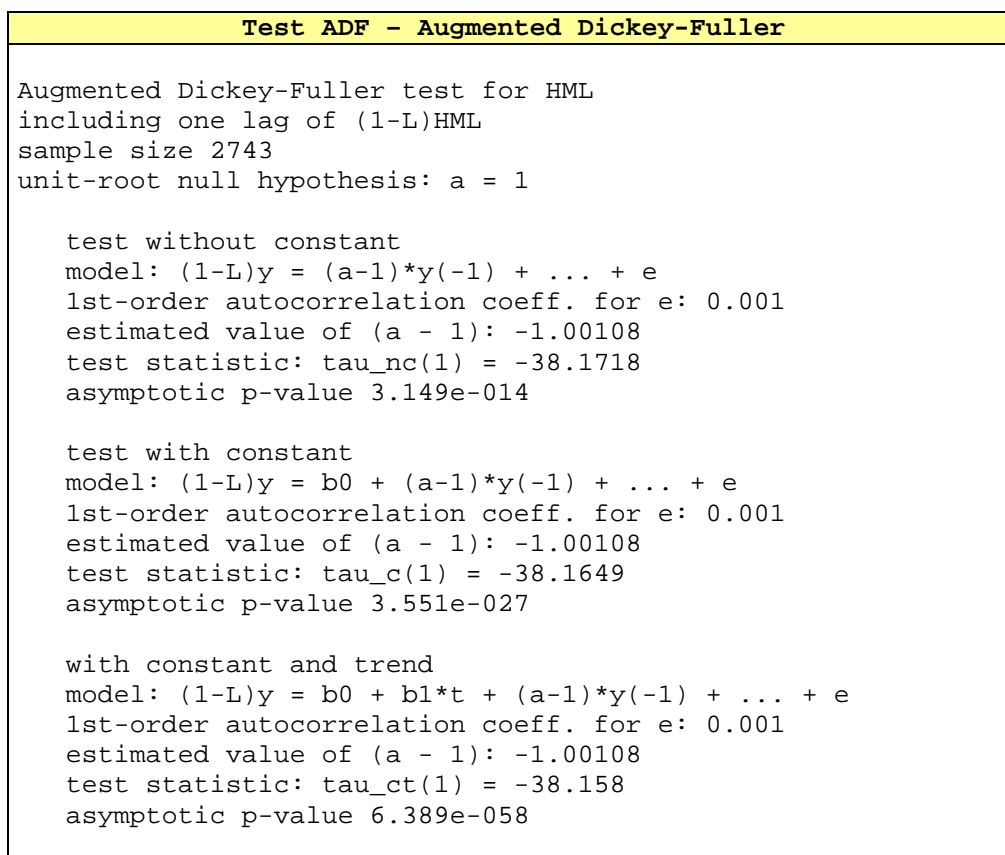 Test ADF – Augmented Dickey-Fuller
Augmented Dickey-Fuller test for HML
including one lag of (1-L)HML
sample size 2743
unit-root null hypothesis: a = 1
test without constant
model: (1-L)y = (a-1)*y(-1) + ... + e
1st-order autocorrelation coeff. for e: 0.001
estimated value of (a - 1): -1.00108
test statistic: tau_nc(1) = -38.1718
asymptotic p-value 3.149e-014
test with constant
model: (1-L)y = b0 + (a-1)*y(-1) + ... + e
1st-order autocorrelation coeff. for e: 0.001
estimated value of (a - 1): -1.00108
test statistic: tau_c(1) = -38.1649
asymptotic p-value 3.551e-027
with constant and trend
model: (1-L)y = b0 + b1*t + (a-1)*y(-1) + ... + e
1st-order autocorrelation coeff. for e: 0.001
estimated value of (a - 1): -1.00108
test statistic: tau_ct(1) = -38.158
asymptotic p-value 6.389e-058